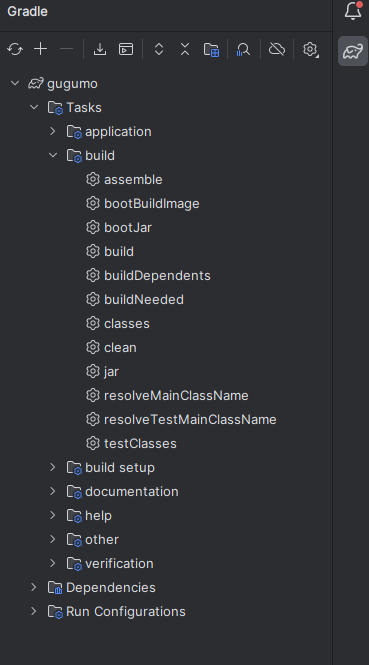 Gradle
gugumo
Tasks
application
build
assemble
bootBuildImage
bootJar
build
buildDependents
buildNeeded
classes
clean
jar
resolveMainClassName
resolveTestMainClassName
testClasses
build setup
documentation
help
other
verification
Dependencies
Run Configurations